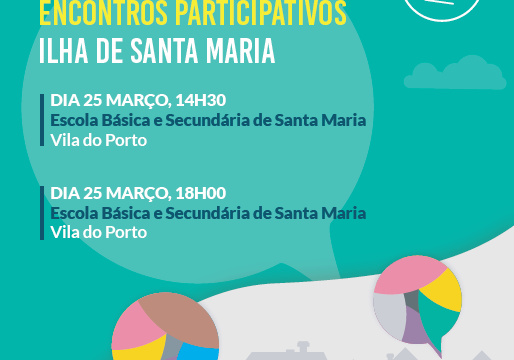 ENCONTROS PARTICIPATIVOS
ILHA DE SANTA MARIA
DIA 25 MARÇO, 14H30
Escola Básica e Secundária de Santa Maria
Vila do Porto
DIA 25 MARÇO, 18H00
Escola Básica e Secundária de Santa Maria
Vila do Porto